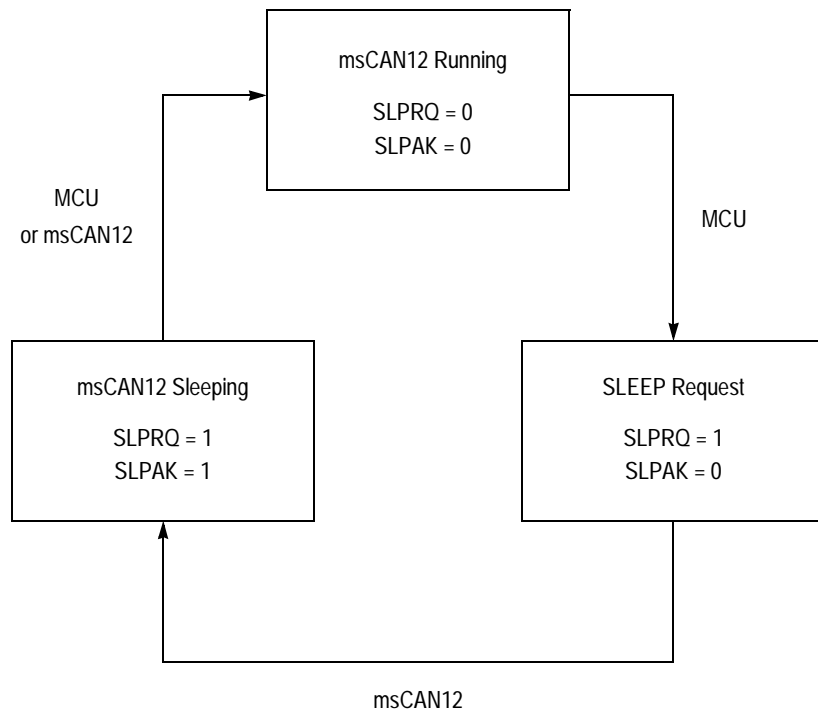 msCAN12 Running
SLPRQ = 0
SLPAK = 0
MCU
or msCAN12
MCU
msCAN12 Sleeping
SLPRQ = 1
SLPAK = 1
SLEEP Request
SLPRQ = 1
SLPAK = 0
msCAN12